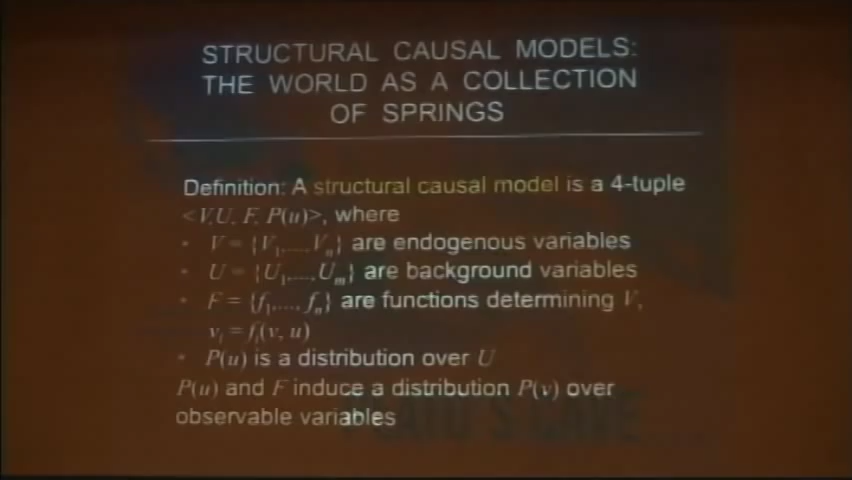 STRUCTURAL CAUSAL MODELS:
THE WORLD AS A COLLECTION
OF SPRINGS
Definition: A structural causal model is a 4-tuple
<V,U, F, P(u)>, where
• V = {V₁,...,Vₙ} are endogenous variables
• U = {U₁,...,Uₘ} are background variables
• F = {f₁,..., fₙ} are functions determining V,
vᵢ = fᵢ(v, u)
• P(u) is a distribution over U
P(u) and F induce a distribution P(v) over
observable variables
PLATO'S CAVE